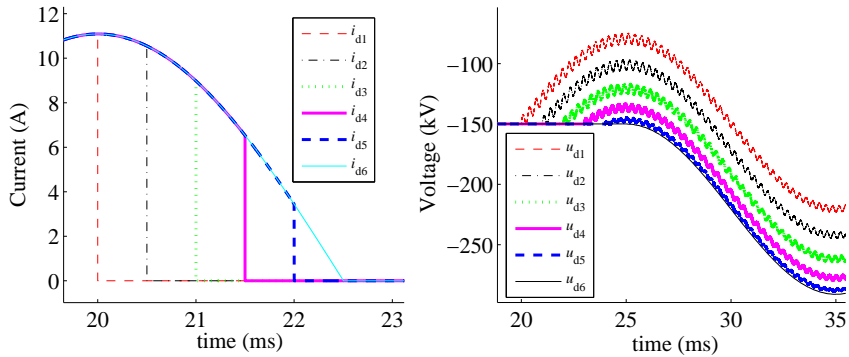 12
10
8
6
4
2
0
Current (A)
20
21
22
23
time (ms)
i_d1
i_d2
i_d3
i_d4
i_d5
i_d6
−100
−150
−200
−250
Voltage (kV)
20
25
30
35
time (ms)
u_d1
u_d2
u_d3
u_d4
u_d5
u_d6